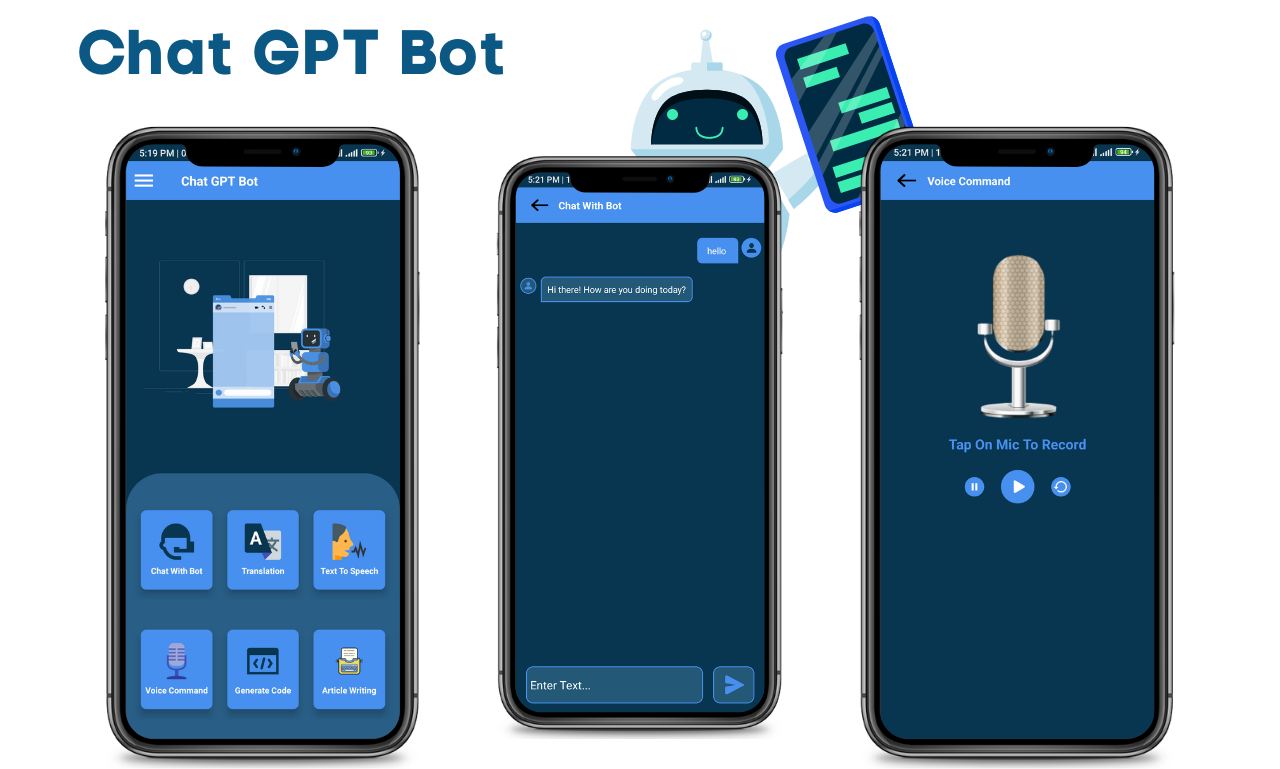 Chat GPT Bot
5:19 PM | 0
93
Chat GPT Bot
Chat With Bot
Translation
Text To Speech
Voice Command
Generate Code
Article Writing
5:21 PM | 1
Chat With Bot
hello
Hi there! How are you doing today?
Enter Text...
5:21 PM | 1
94
Voice Command
Tap On Mic To Record